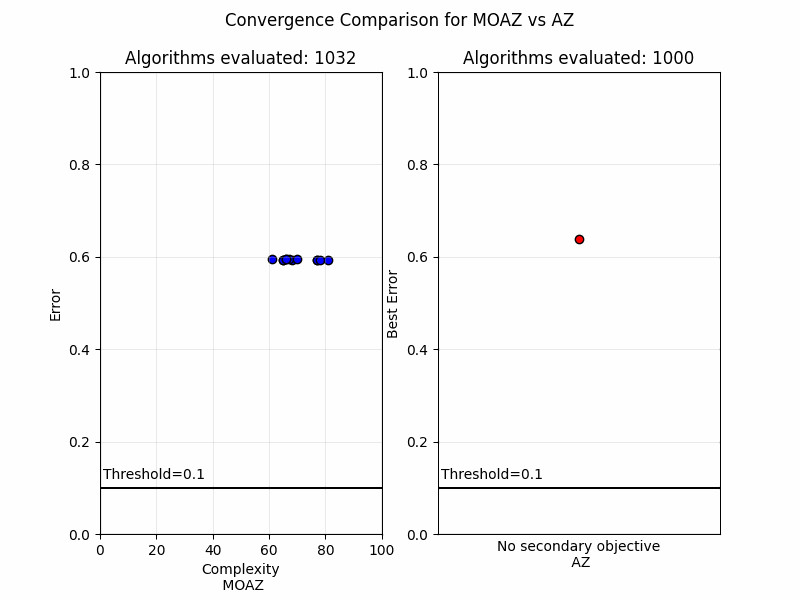 Convergence Comparison for MOAZ vs AZ
Algorithms evaluated: 1032
1.0
0.8
0.6
0.4
0.2
0.0
Error
Threshold=0.1
0 20 40 60 80 100
Complexity
MOAZ
Algorithms evaluated: 1000
1.0
0.8
0.6
0.4
0.2
0.0
Best Error
Threshold=0.1
No secondary objective
AZ